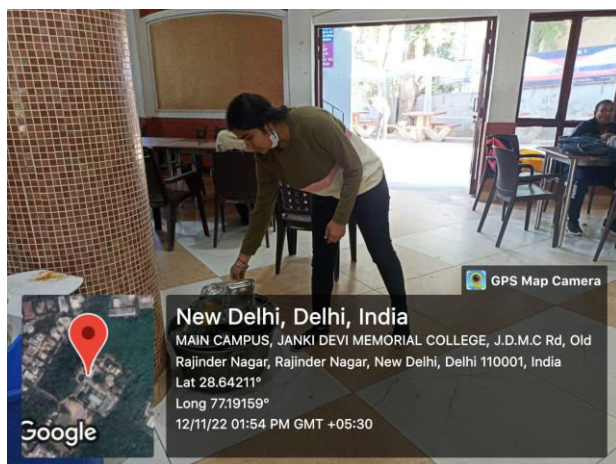 GPS Map Camera
New Delhi, Delhi, India
MAIN CAMPUS, JANKI DEVI MEMORIAL COLLEGE, J.D.M.C Rd, Old
Rajinder Nagar, Rajinder Nagar, New Delhi, Delhi 110001, India
Lat 28.64211°
Long 77.19159°
12/11/22 01:54 PM GMT +05:30
Google